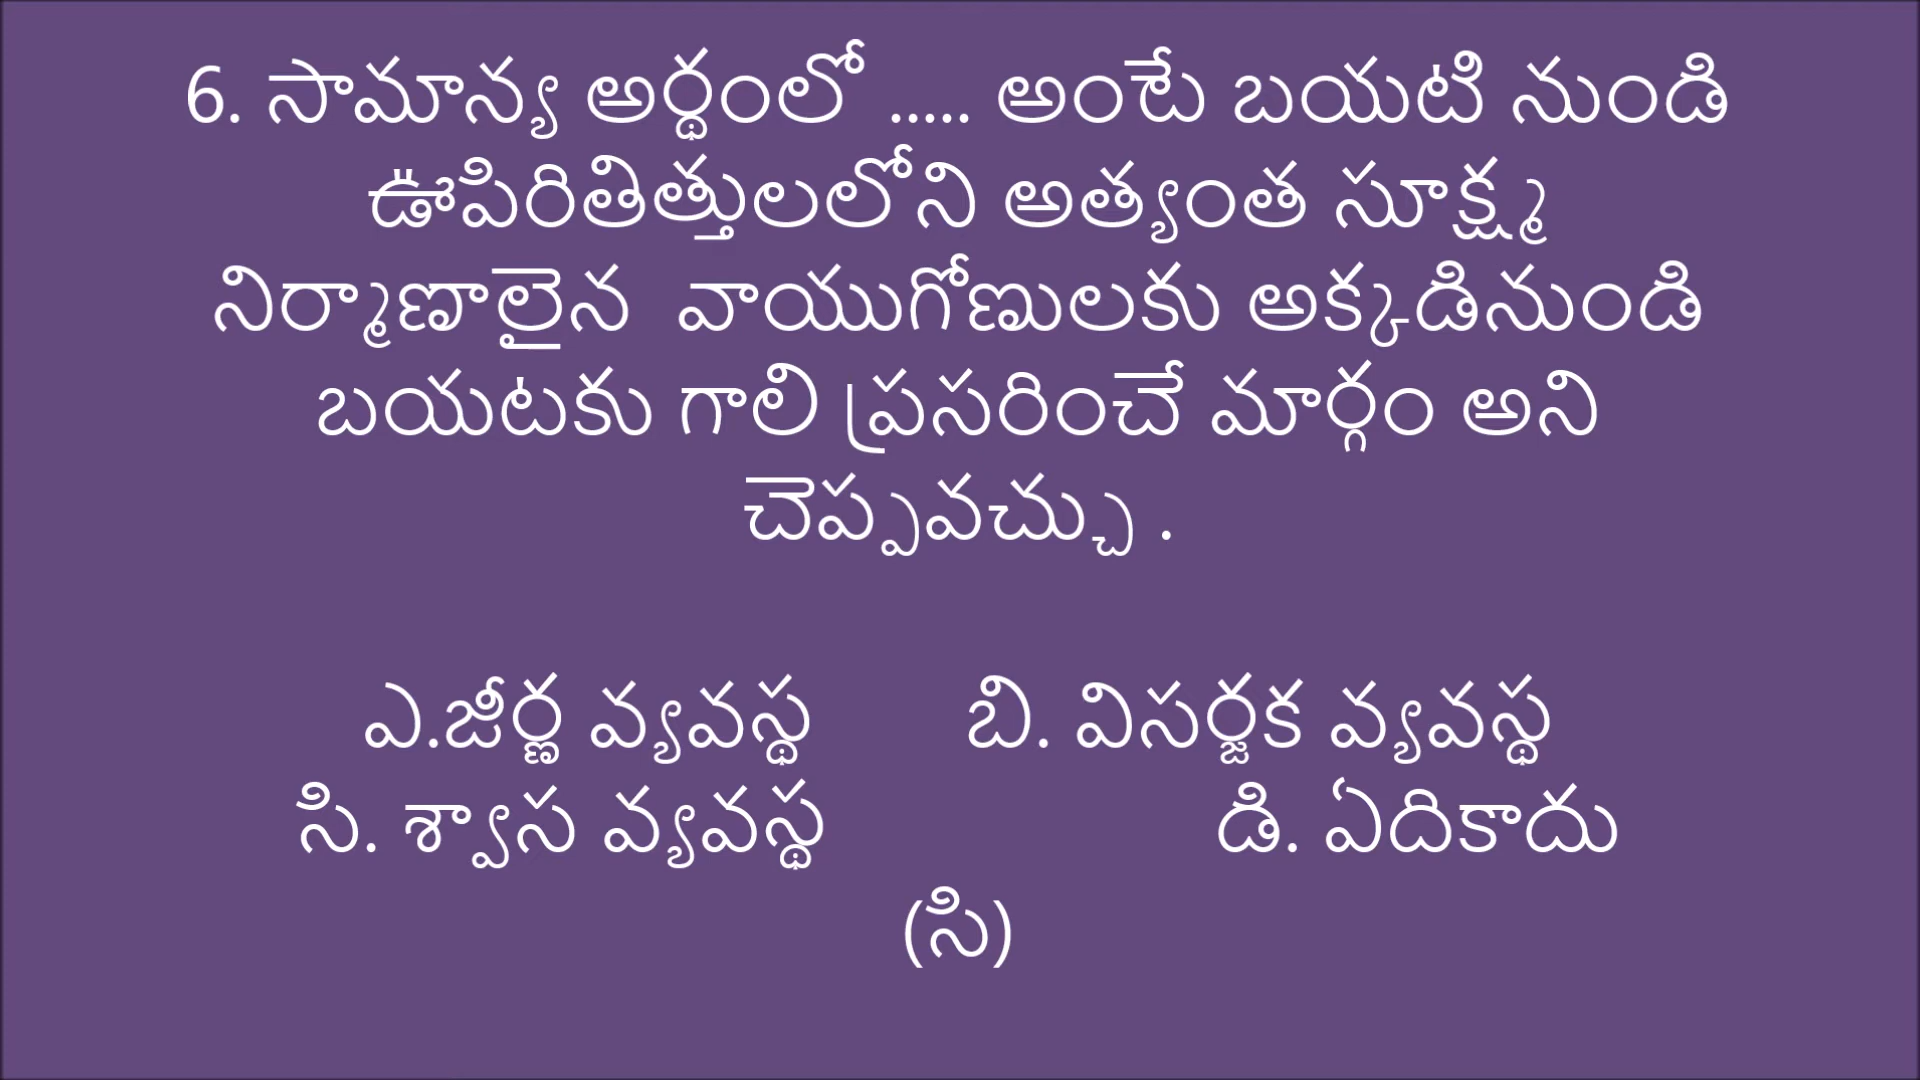 6. సామాన్య అర్థంలో ..... అంటే బయటి నుండి
ఊపిరితిత్తులలోని అత్యంత సూక్ష్మ
నిర్మాణాలైన  వాయుగోణులకు అక్కడినుండి
బయటకు గాలి ప్రసరించే మార్గం అని
చెప్పవచ్చు .
ఎ.జీర్ణ వ్యవస్థ బి. విసర్జక వ్యవస్థ
సి. శ్వాస వ్యవస్థ డి. ఏదికాదు
(సి)